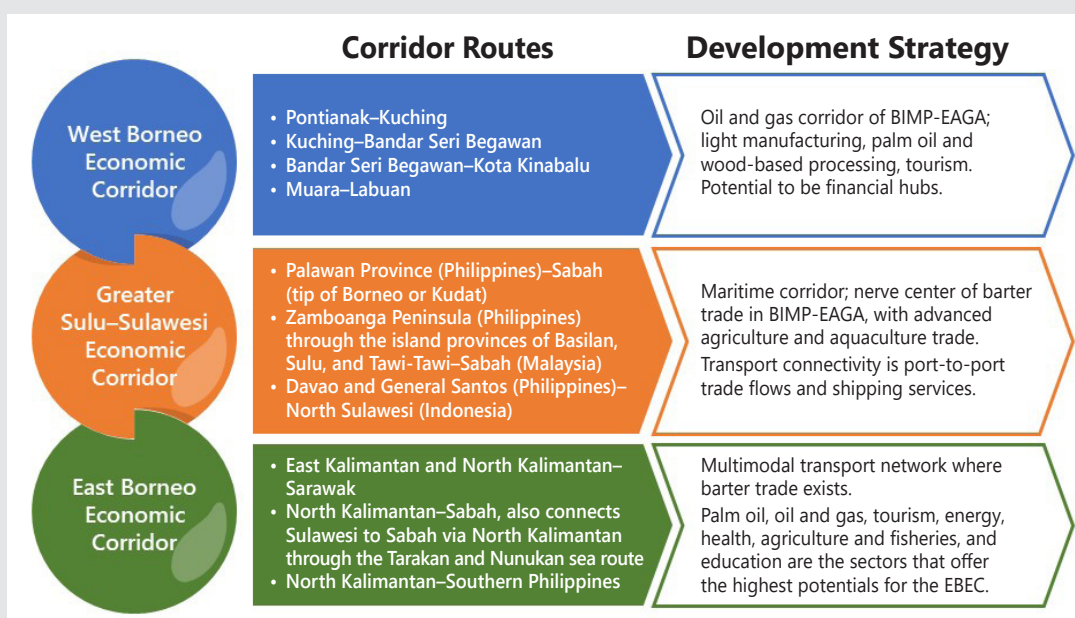 Corridor Routes
Development Strategy
West Borneo
Economic
Corridor
• Pontianak–Kuching
• Kuching–Bandar Seri Begawan
• Bandar Seri Begawan–Kota Kinabalu
• Muara–Labuan
Oil and gas corridor of BIMP-EAGA;
light manufacturing, palm oil and
wood-based processing, tourism.
Potential to be financial hubs.
Greater
Sulu–Sulawesi
Economic
Corridor
• Palawan Province (Philippines)–Sabah
(tip of Borneo or Kudat)
• Zamboanga Peninsula (Philippines)
through the island provinces of Basilan,
Sulu, and Tawi-Tawi–Sabah (Malaysia)
• Davao and General Santos (Philippines)–
North Sulawesi (Indonesia)
Maritime corridor; nerve center of barter
trade in BIMP-EAGA, with advanced
agriculture and aquaculture trade.
Transport connectivity is port-to-port
trade flows and shipping services.
East Borneo
Economic
Corridor
• East Kalimantan and North Kalimantan–
Sarawak
• North Kalimantan–Sabah, also connects
Sulawesi to Sabah via North Kalimantan
through the Tarakan and Nunukan sea route
• North Kalimantan–Southern Philippines
Multimodal transport network where
barter trade exists.
Palm oil, oil and gas, tourism, energy,
health, agriculture and fisheries, and
education are the sectors that offer
the highest potentials for the EBEC.